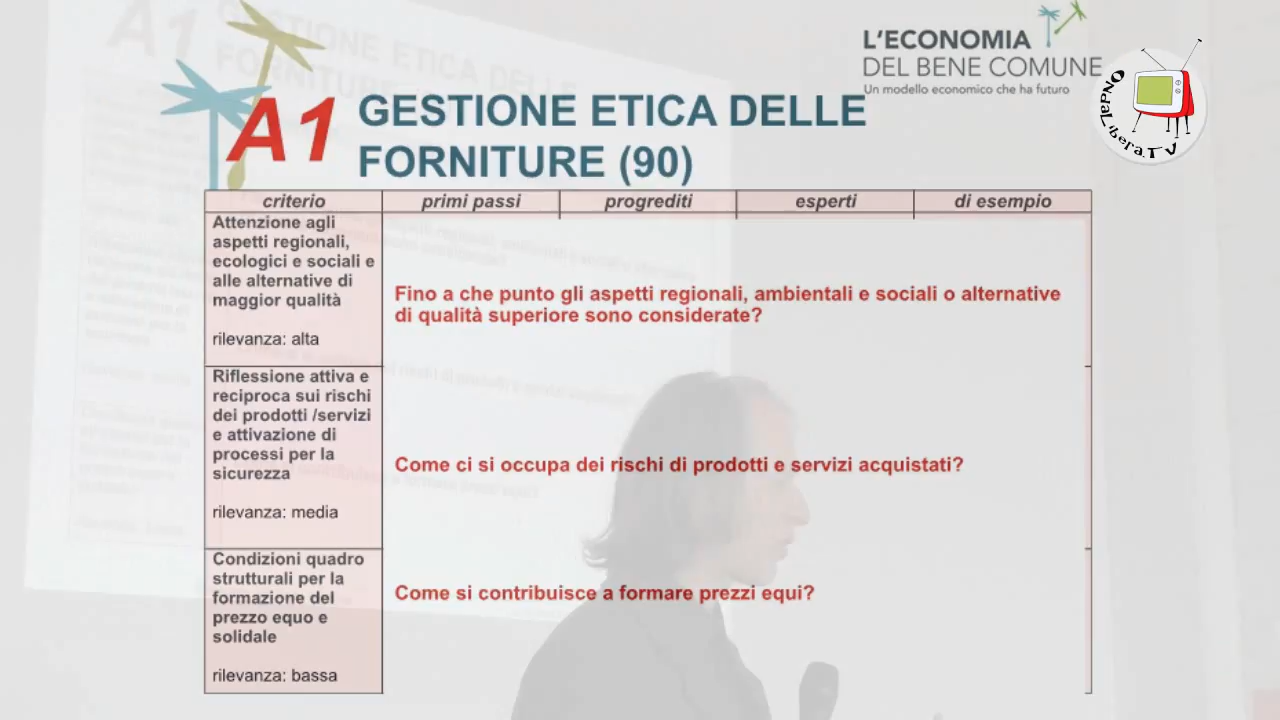 L'ECONOMIA
DEL BENE COMUNE
Un modello economico che ha futuro
OndaLiberaTV
A1 GESTIONE ETICA DELLE
FORNITURE (90)
criterio primi passi progrediti esperti di esempio
Attenzione agli
aspetti regionali,
ecologici e sociali e
alle alternative di
maggior qualità
rilevanza: alta
Fino a che punto gli aspetti regionali, ambientali e sociali o alternative
di qualità superiore sono considerate?
Riflessione attiva e
reciproca sui rischi
dei prodotti /servizi
e attivazione di
processi per la
sicurezza
rilevanza: media
Come ci si occupa dei rischi di prodotti e servizi acquistati?
Condizioni quadro
strutturali per la
formazione del
prezzo equo e
solidale
rilevanza: bassa
Come si contribuisce a formare prezzi equi?